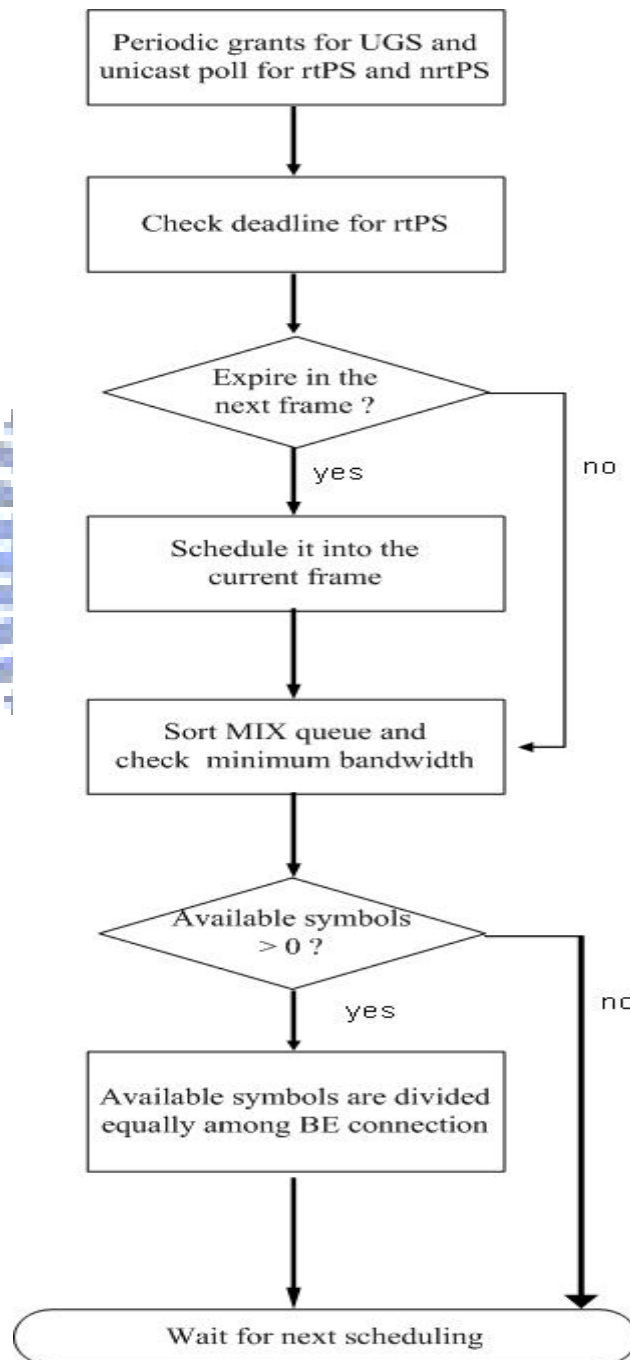 Periodic grants for UGS and
unicast poll for rtPS and nrtPS
Check deadline for rtPS
Expire in the
next frame ?
yes
no
Schedule it into the
current frame
Sort MIX queue and
check minimum bandwidth
Available symbols
> 0 ?
yes
no
Available symbols are divided
equally among BE connection
Wait for next scheduling